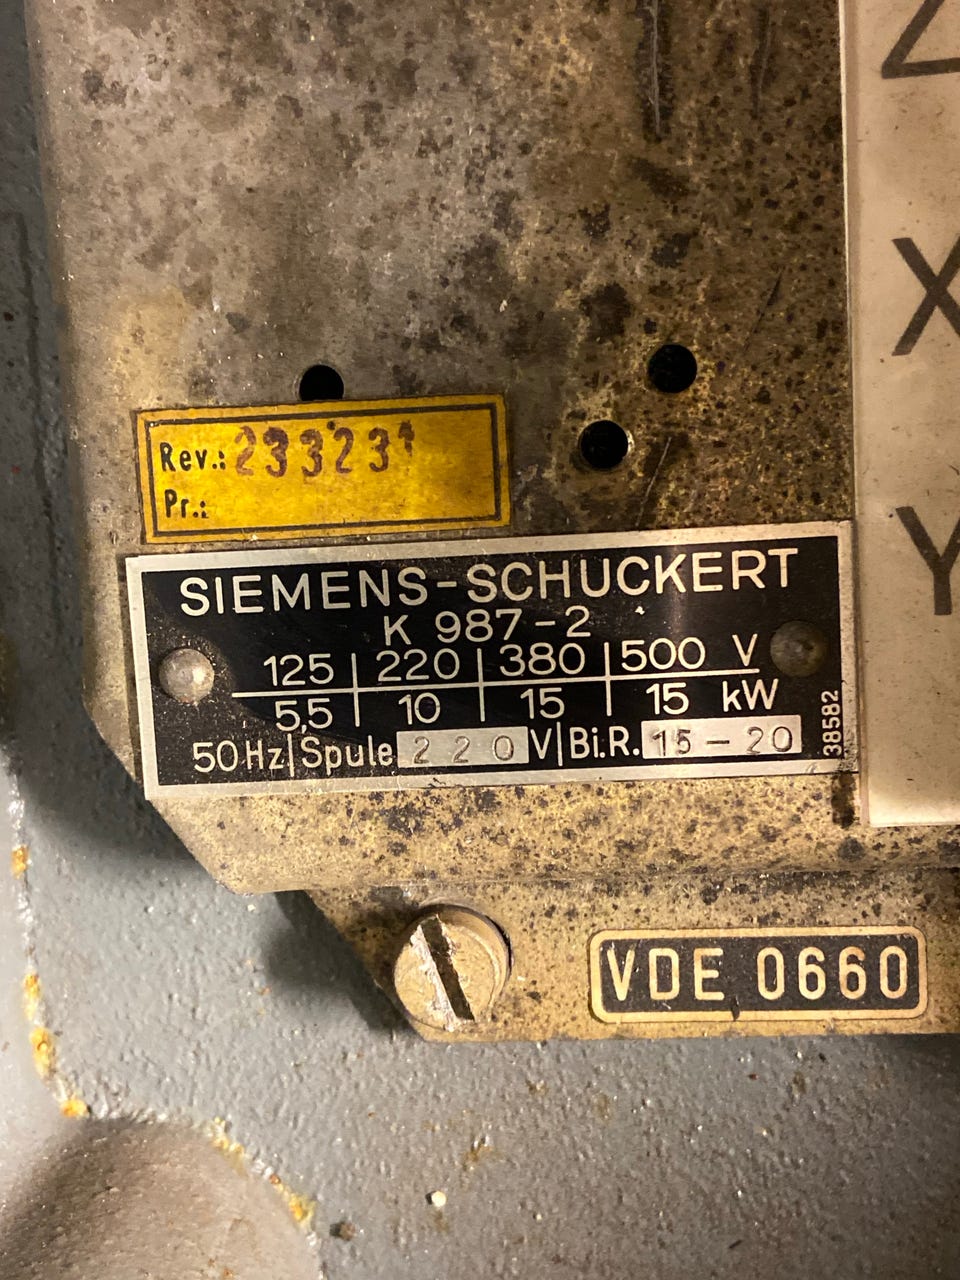 Z
X
Y
Rev.: 233231
Pr.:
SIEMENS-SCHUCKERT
K 987-2
125 | 220 | 380 | 500 V
5,5 | 10 | 15 | 15 kW
50 Hz | Spule 220 V | Bi.R. 15-20
38582
VDE 0660